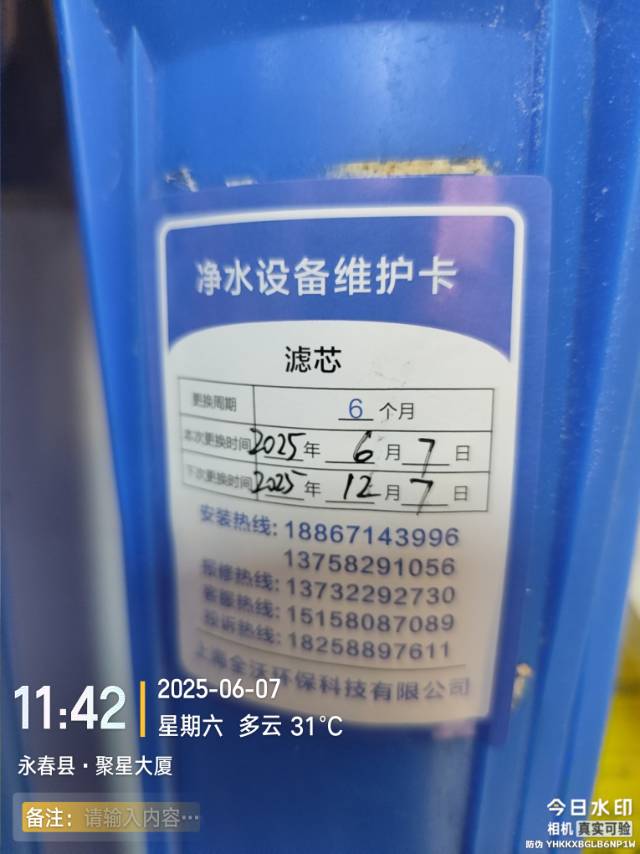 净水设备维护卡
滤芯
更换周期 6 个月
本次更换时间 2025 年 6 月 7 日
下次更换时间 2025 年 12 月 7 日
安装热线: 18867143996
13758291056
报修热线: 13732292730
客服热线: 15158087089
投诉热线: 18258897611
上海全沃环保科技有限公司
11:42
2025-06-07
星期六 多云 31℃
永春县·聚星大厦
备注: 请输入内容…
今日水印
相机 真实可验
防伪 YHKKXBGLB6NP1W